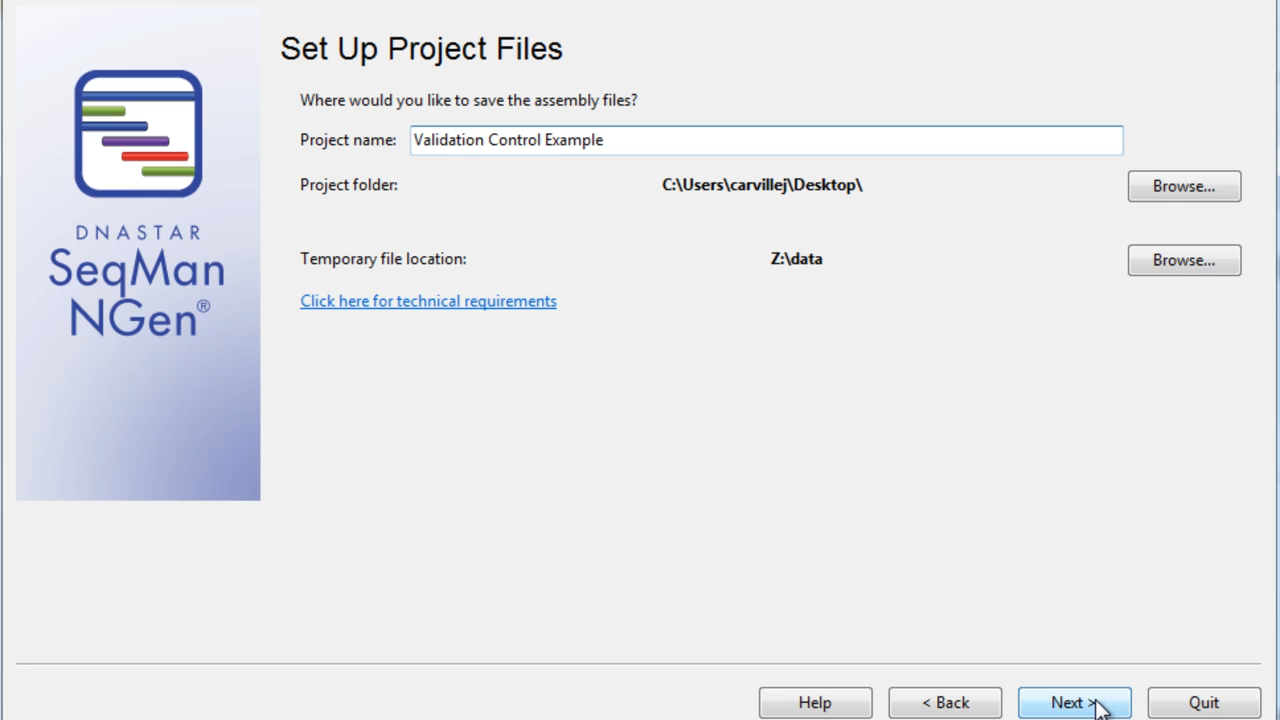 Set Up Project Files
Where would you like to save the assembly files?
Project name: Validation Control Example
Project folder: C:\Users\carvillej\Desktop\ Browse...
Temporary file location: Z:\data Browse...
Click here for technical requirements
DNASTAR
SeqMan
NGen®
Help < Back Next > Quit